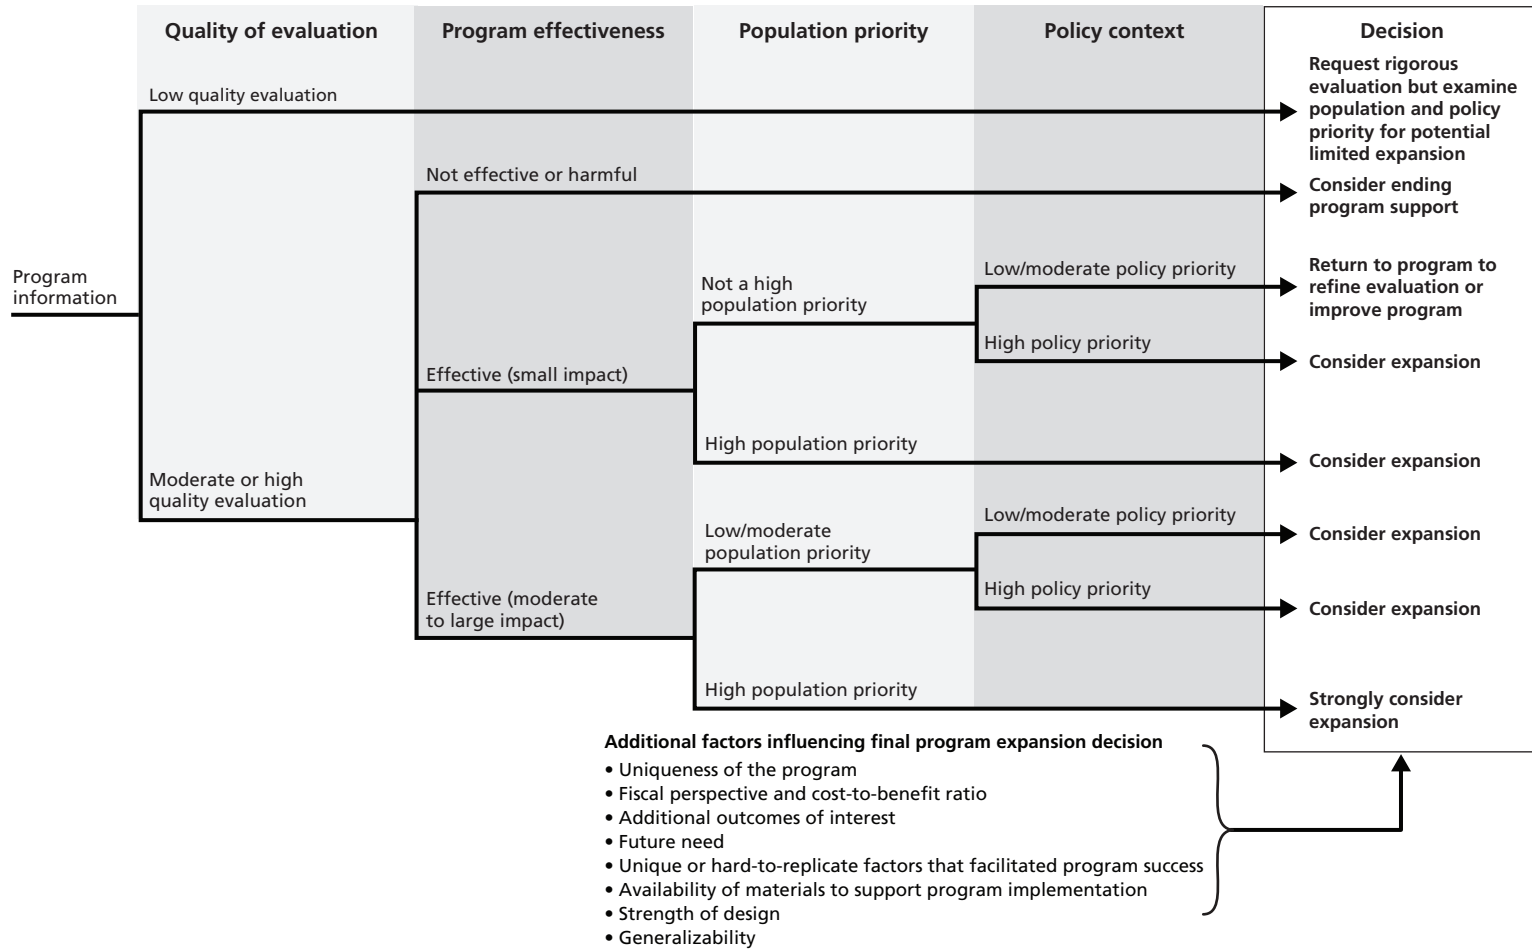 Quality of evaluation
Program effectiveness
Population priority
Policy context
Decision
Program
information
Low quality evaluation
Request rigorous
evaluation but examine
population and policy
priority for potential
limited expansion
Moderate or high
quality evaluation
Not effective or harmful
Consider ending
program support
Effective (small impact)
Not a high
population priority
Low/moderate policy priority
Return to program to
refine evaluation or
improve program
High policy priority
Consider expansion
High population priority
Consider expansion
Effective (moderate
to large impact)
Low/moderate
population priority
Low/moderate policy priority
Consider expansion
High policy priority
Consider expansion
High population priority
Strongly consider
expansion
Additional factors influencing final program expansion decision
• Uniqueness of the program
• Fiscal perspective and cost-to-benefit ratio
• Additional outcomes of interest
• Future need
• Unique or hard-to-replicate factors that facilitated program success
• Availability of materials to support program implementation
• Strength of design
• Generalizability